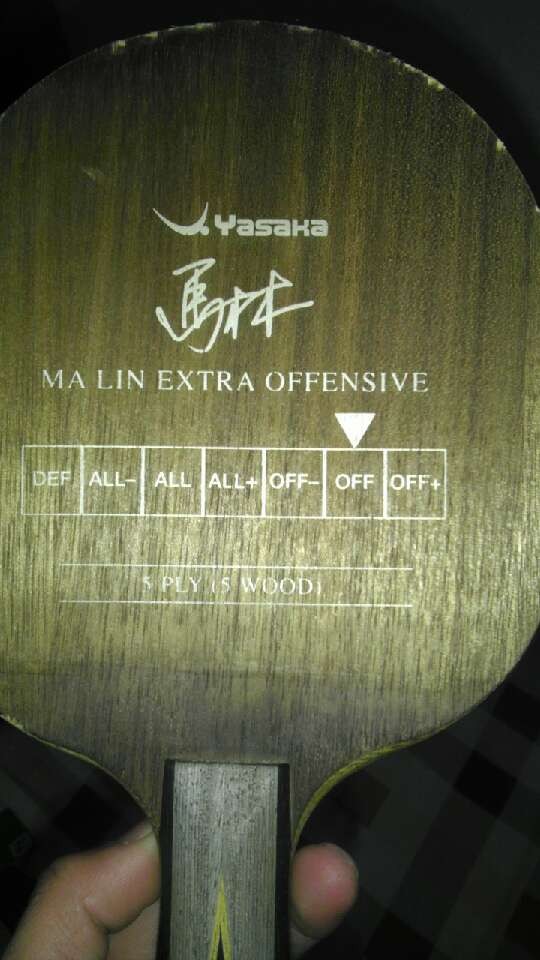 Yasaka
馬林
MA LIN EXTRA OFFENSIVE
DEF ALL- ALL ALL+ OFF- OFF OFF+
5 PLY (5 WOOD)